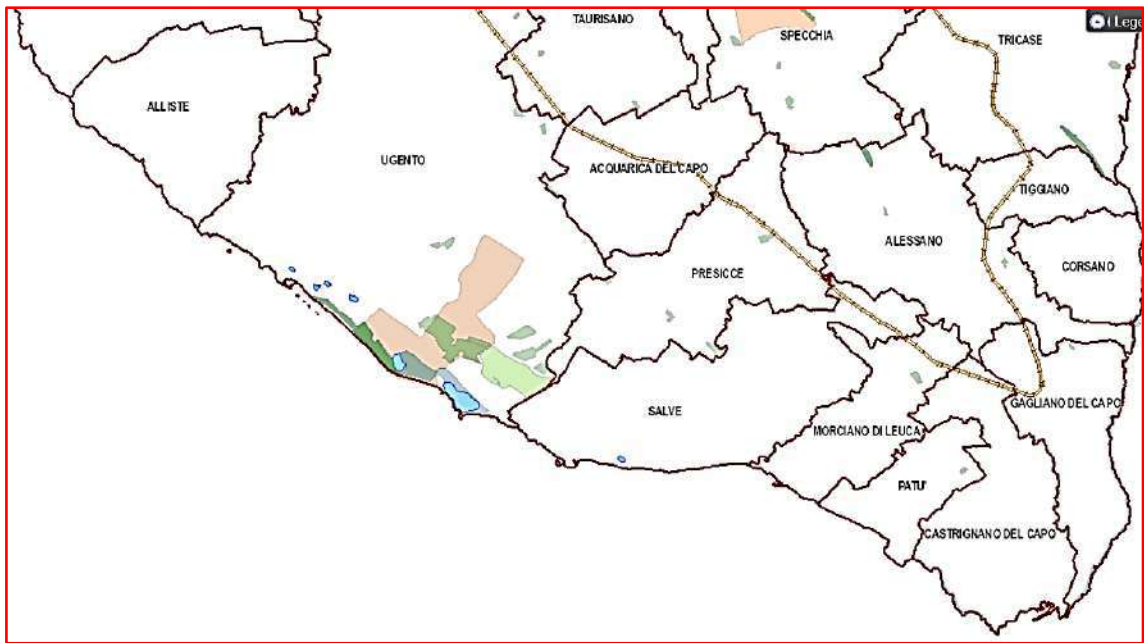 TAURISANO
SPECCHIA
TRICASE
( Lege
ALLISTE
UGENTO
ACQUARICA DEL CAPO
TIGGIANO
ALESSANO
CORSANO
PRESICCE
SALVE
GAGLIANO DEL CAPO
MORCIANO DI LEUCA
PATU'
CASTRIGNANO DEL CAPO